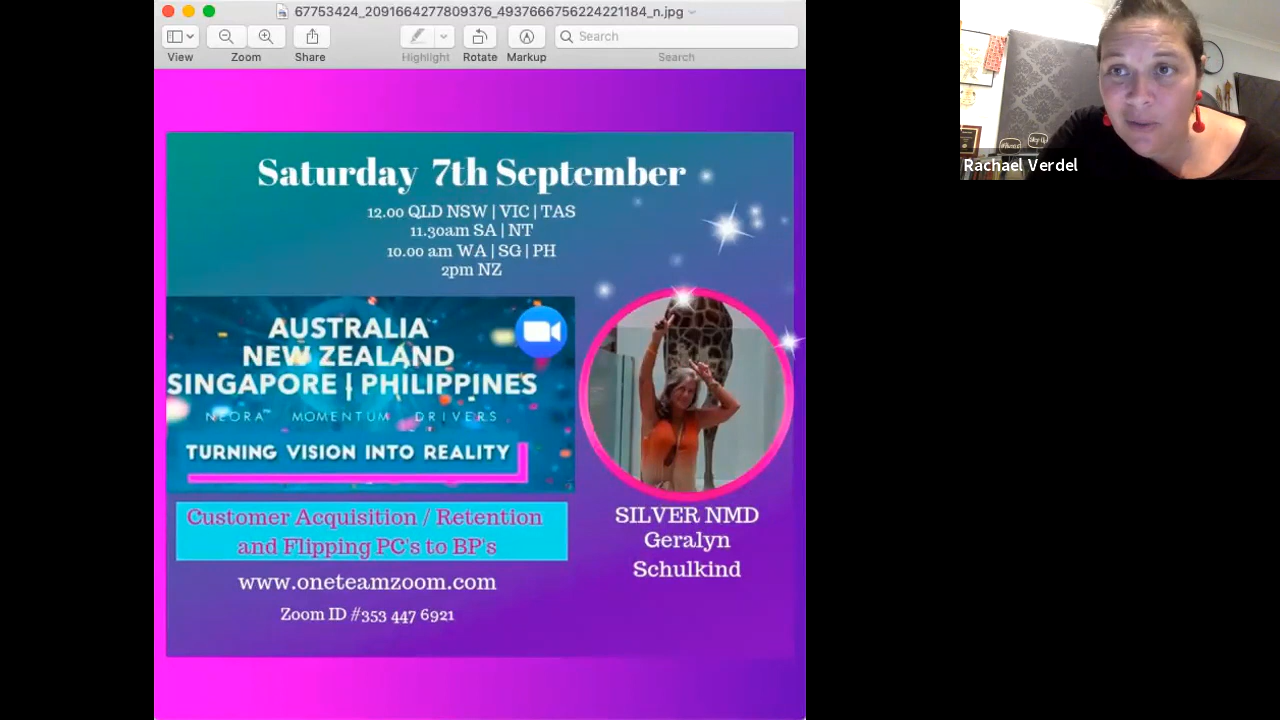 67753424_2091664277809376_4937666756224221184_n.jpg
Search
View
Zoom
Share
Highlight
Rotate
Markup
Search
Saturday 7th September
12.00 QLD NSW | VIC | TAS
11.30am SA | NT
10.00 am WA | SG | PH
2pm NZ
AUSTRALIA
NEW ZEALAND
SINGAPORE | PHILIPPINES
NEORA™ MOMENTUM DRIVERS
TURNING VISION INTO REALITY
Customer Acquisition / Retention
and Flipping PC's to BP's
www.oneteamzoom.com
Zoom ID #353 447 6921
SILVER NMD
Geralyn
Schulkind
Rachael Verdel